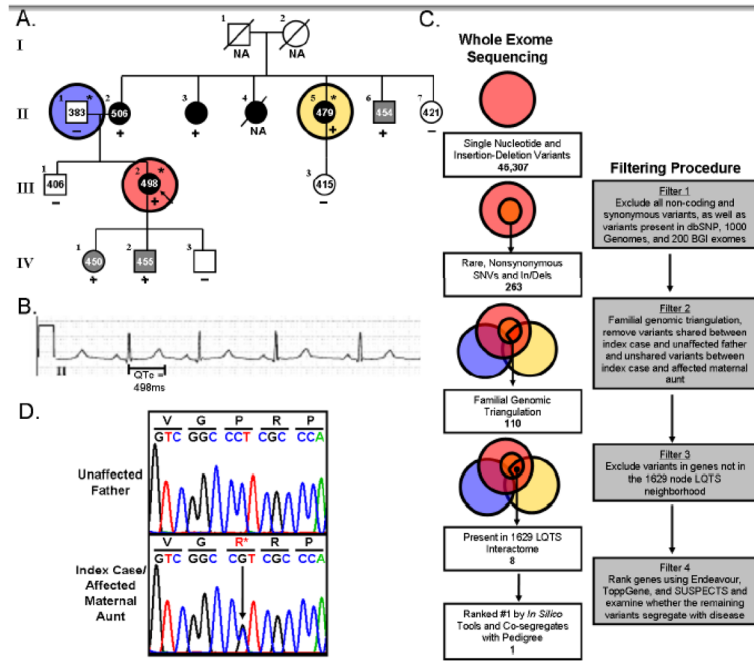 A.
I
1
2
NA
NA
II
1
383
*
–
2
506
+
3
+
4
NA
5
479
*
+
6
454
+
7
421
–
III
1
406
–
2
498
*
+
3
415
–
IV
1
450
+
2
455
+
3
–
B.
II
QTc =
498ms
C.
Whole Exome
Sequencing
Single Nucleotide and
Insertion-Deletion Variants
46,307
Rare, Nonsynonymous
SNVs and In/Dels
263
Familial Genomic
Triangulation
110
Present in 1629 LQTS
Interactome
8
Ranked #1 by In Silico
Tools and Co-segregates
with Pedigree
1
Filtering Procedure
Filter 1
Exclude all non-coding and
synonymous variants, as well as
variants present in dbSNP, 1000
Genomes, and 200 BGI exomes
Filter 2
Familial genomic triangulation,
remove variants shared between
index case and unaffected father
and unshared variants between
index case and affected maternal
aunt
Filter 3
Exclude variants in genes not in
the 1629 node LQTS
neighborhood
Filter 4
Rank genes using Endeavour,
ToppGene, and SUSPECTS and
examine whether the remaining
variants segregate with disease
D.
Unaffected
Father
V G P R P
GTC GGC CCT CGC CCA
Index Case/
Affected
Maternal
Aunt
V G R* R P
GTC GGC CGT CGC CCA